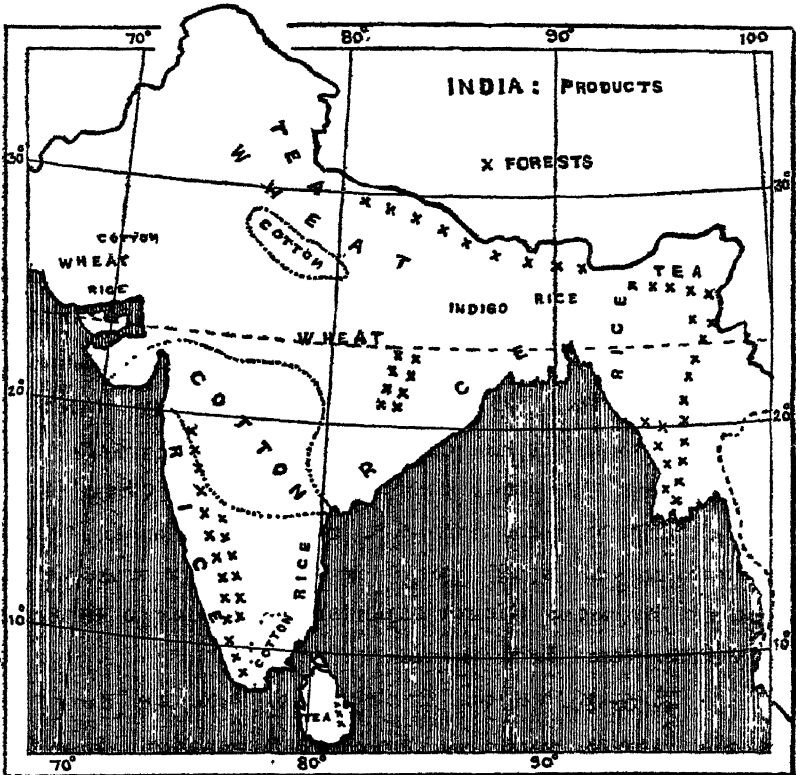 70° 80° 90° 100
INDIA: PRODUCTS
x FORESTS
30° 30°
TEA
WHEAT
COTTON
COTTON
WHEAT
RICE
TEA
INDIGO RICE
RICE
WHEAT
20° 20°
COTTON
RICE
RICE
RICE
10° 10°
COTTON
TEA
70° 80° 90°